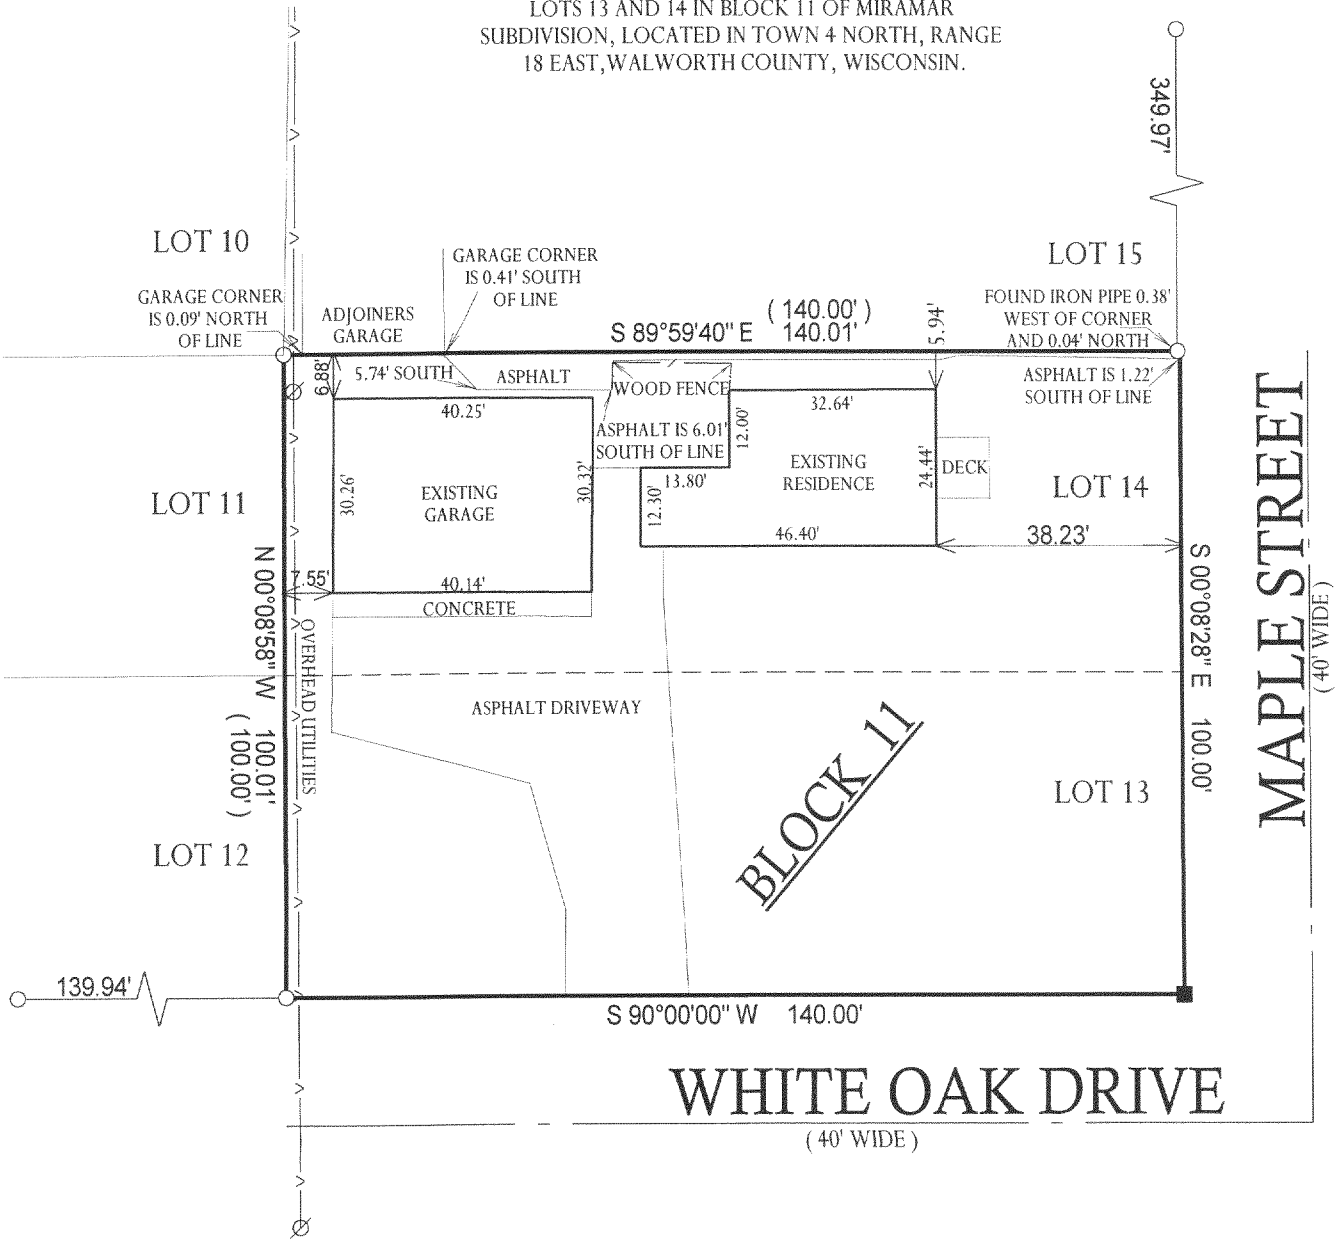 LOTS 13 AND 14 IN BLOCK 11 OF MIRAMAR
SUBDIVISION, LOCATED IN TOWN 4 NORTH, RANGE
18 EAST, WALWORTH COUNTY, WISCONSIN.
349.97'
LOT 10
GARAGE CORNER
IS 0.41' SOUTH
OF LINE
LOT 15
GARAGE CORNER
IS 0.09' NORTH
OF LINE
ADJOINERS
GARAGE
( 140.00' )
S 89°59'40" E 140.01'
5.94'
FOUND IRON PIPE 0.38'
WEST OF CORNER
AND 0.04' NORTH
6.88'
5.74' SOUTH
ASPHALT
WOOD FENCE
ASPHALT IS 1.22'
SOUTH OF LINE
40.25'
32.64'
12.00'
ASPHALT IS 6.01'
SOUTH OF LINE
LOT 11
30.26'
EXISTING
GARAGE
30.32'
13.80'
12.30'
EXISTING
RESIDENCE
24.44'
DECK
LOT 14
46.40'
38.23'
7.55'
40.14'
CONCRETE
N 00°08'58" W 100.01'
( 100.00' )
OVERHEAD UTILITIES
S 00°08'28" E 100.00'
MAPLE STREET
( 40' WIDE )
ASPHALT DRIVEWAY
BLOCK 11
LOT 13
LOT 12
139.94'
S 90°00'00" W 140.00'
WHITE OAK DRIVE
( 40' WIDE )